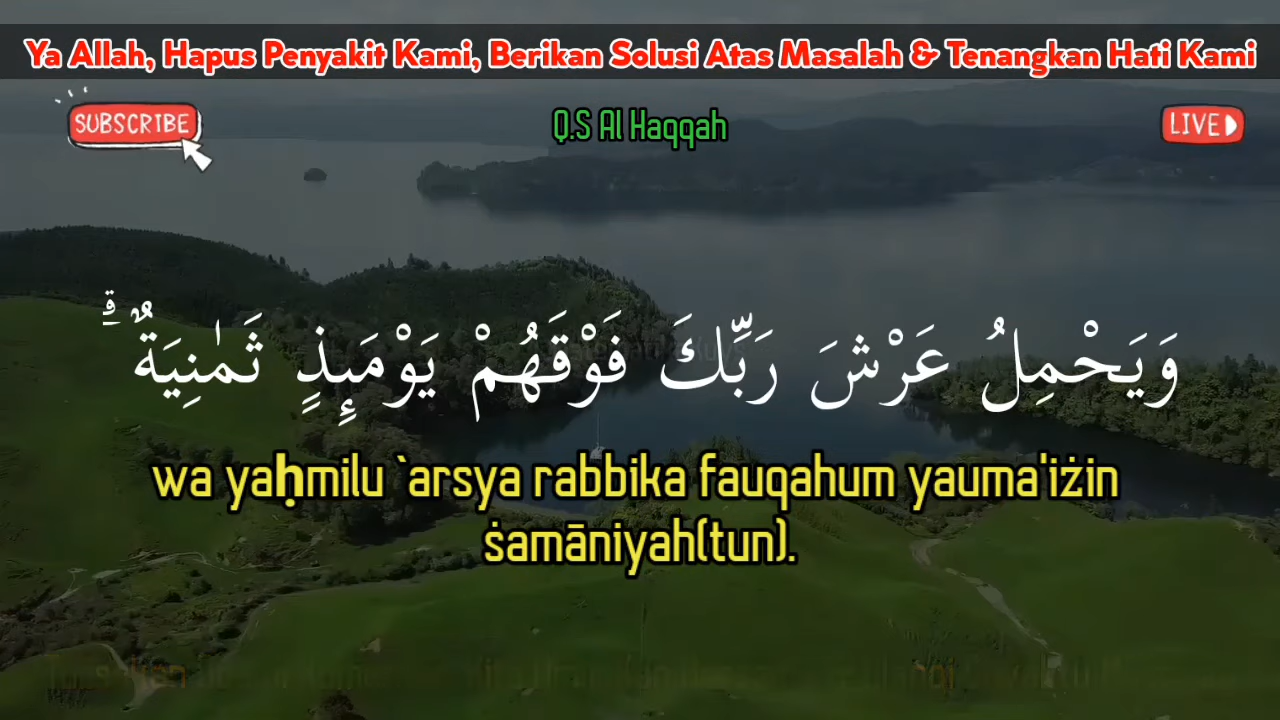 Ya Allah, Hapus Penyakit Kami, Berikan Solusi Atas Masalah & Tenangkan Hati Kami
SUBSCRIBE
Q.S Al Haqqah
LIVE
وَيَحْمِلُ عَرْشَ رَبِّكَ فَوْقَهُمْ يَوْمَىِٕذٍ ثَمٰنِيَةٌ ۗ
wa yaḥmilu `arsya rabbika fauqahum yauma'iżin
ṡamāniyah(tun).